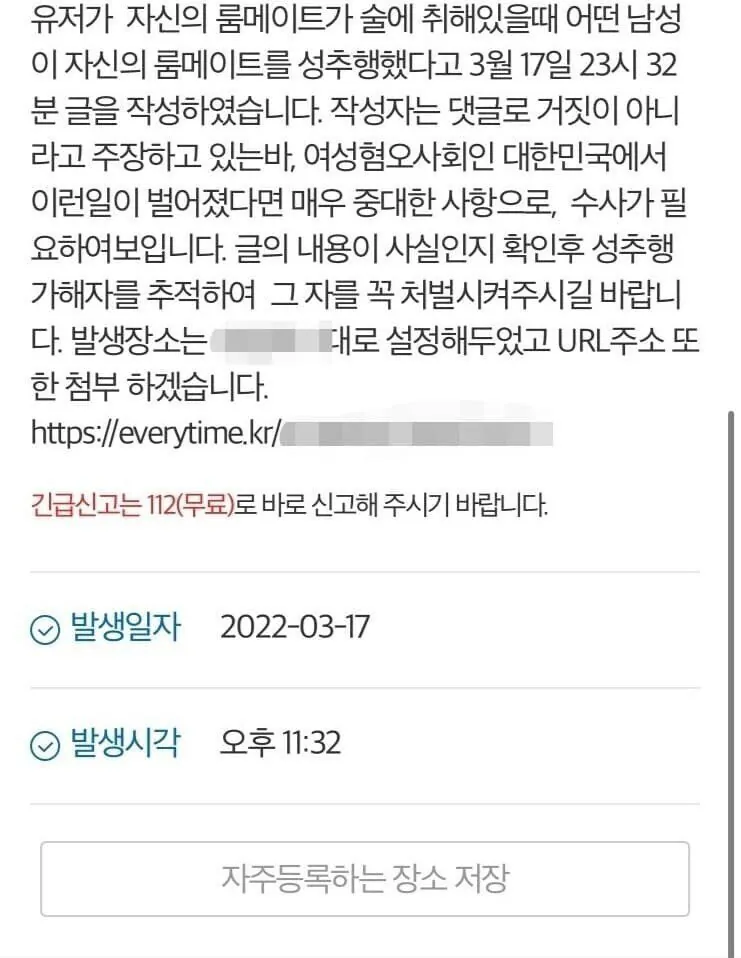 유저가 자신의 룸메이트가 술에 취해있을때 어떤 남성
이 자신의 룸메이트를 성추행했다고 3월 17일 23시 32
분 글을 작성하였습니다. 작성자는 댓글로 거짓이 아니
라고 주장하고 있는바, 여성혐오사회인 대한민국에서
이런일이 벌어졌다면 매우 중대한 사항으로, 수사가 필
요하여보입니다. 글의 내용이 사실인지 확인후 성추행
가해자를 추적하여 그 자를 꼭 처벌시켜주시길 바랍니
다. 발생장소는 대로 설정해두었고 URL주소 또
한 첨부 하겠습니다.
https://everytime.kr/
긴급신고는 112(무료)로 바로 신고해 주시기 바랍니다.
발생일자 2022-03-17
발생시각 오후 11:32
자주등록하는 장소 저장